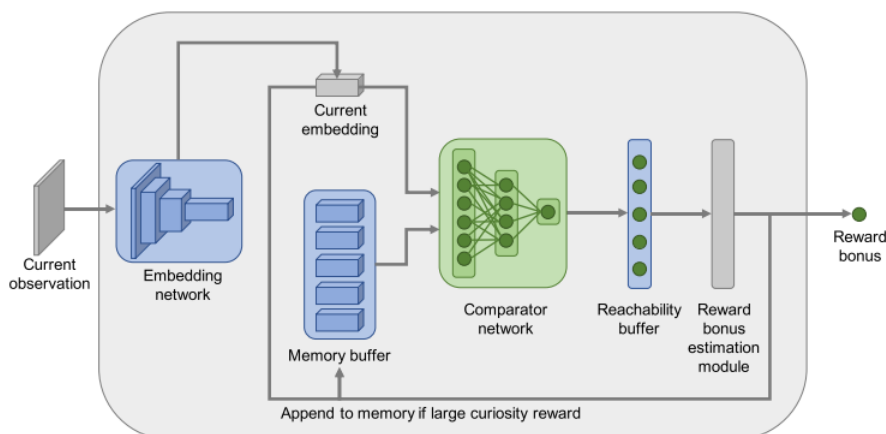 Current
embedding
Current
observation
Embedding
network
Memory buffer
Comparator
network
Reachability
buffer
Reward
bonus
estimation
module
Reward
bonus
Append to memory if large curiosity reward